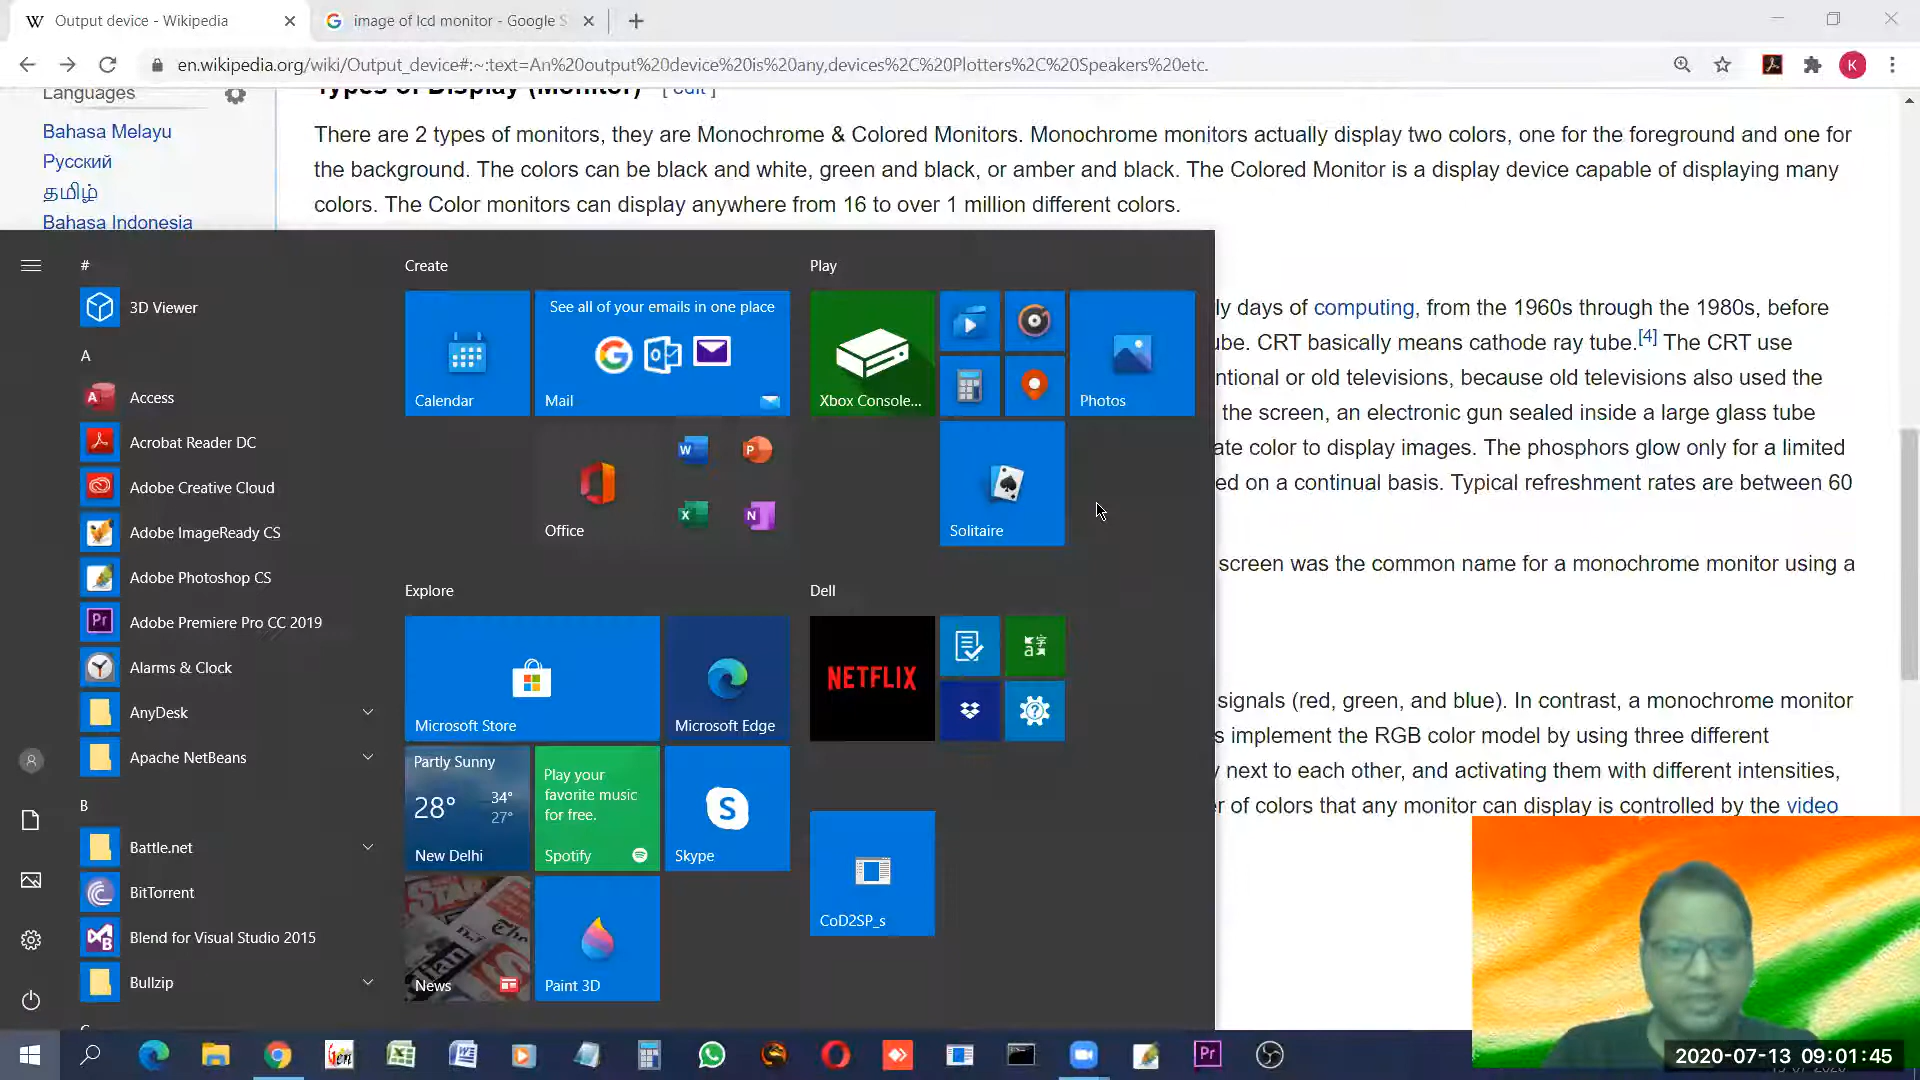 Output device - Wikipedia
image of lcd monitor - Google S
en.wikipedia.org/wiki/Output_device#:~:text=An%20output%20device%20is%20any,devices%2C%20Plotters%2C%20Speakers%20etc.
K
Languages
Bahasa Melayu
Русский
தமிழ்
Bahasa Indonesia
Types of Display (Monitor) [ edit ]
There are 2 types of monitors, they are Monochrome & Colored Monitors. Monochrome monitors actually display two colors, one for the foreground and one for
the background. The colors can be black and white, green and black, or amber and black. The Colored Monitor is a display device capable of displaying many
colors. The Color monitors can display anywhere from 16 to over 1 million different colors.
ly days of computing, from the 1960s through the 1980s, before
ube. CRT basically means cathode ray tube.[4] The CRT use
ntional or old televisions, because old televisions also used the
the screen, an electronic gun sealed inside a large glass tube
ate color to display images. The phosphors glow only for a limited
ed on a continual basis. Typical refreshment rates are between 60
screen was the common name for a monochrome monitor using a
signals (red, green, and blue). In contrast, a monochrome monitor
s implement the RGB color model by using three different
y next to each other, and activating them with different intensities,
r of colors that any monitor can display is controlled by the video
#
3D Viewer
A
Access
Acrobat Reader DC
Adobe Creative Cloud
Adobe ImageReady CS
Adobe Photoshop CS
Adobe Premiere Pro CC 2019
Alarms & Clock
AnyDesk
Apache NetBeans
B
Battle.net
BitTorrent
Blend for Visual Studio 2015
Bullzip
Create
Calendar
See all of your emails in one place
Mail
Office
Play
Xbox Console...
Photos
Solitaire
Explore
Microsoft Store
Microsoft Edge
Partly Sunny
28° 34°
27°
New Delhi
Play your
favorite music
for free.
Spotify
Skype
News
Paint 3D
Dell
NETFLIX
CoD2SP_s
2020-07-13 09:01:45